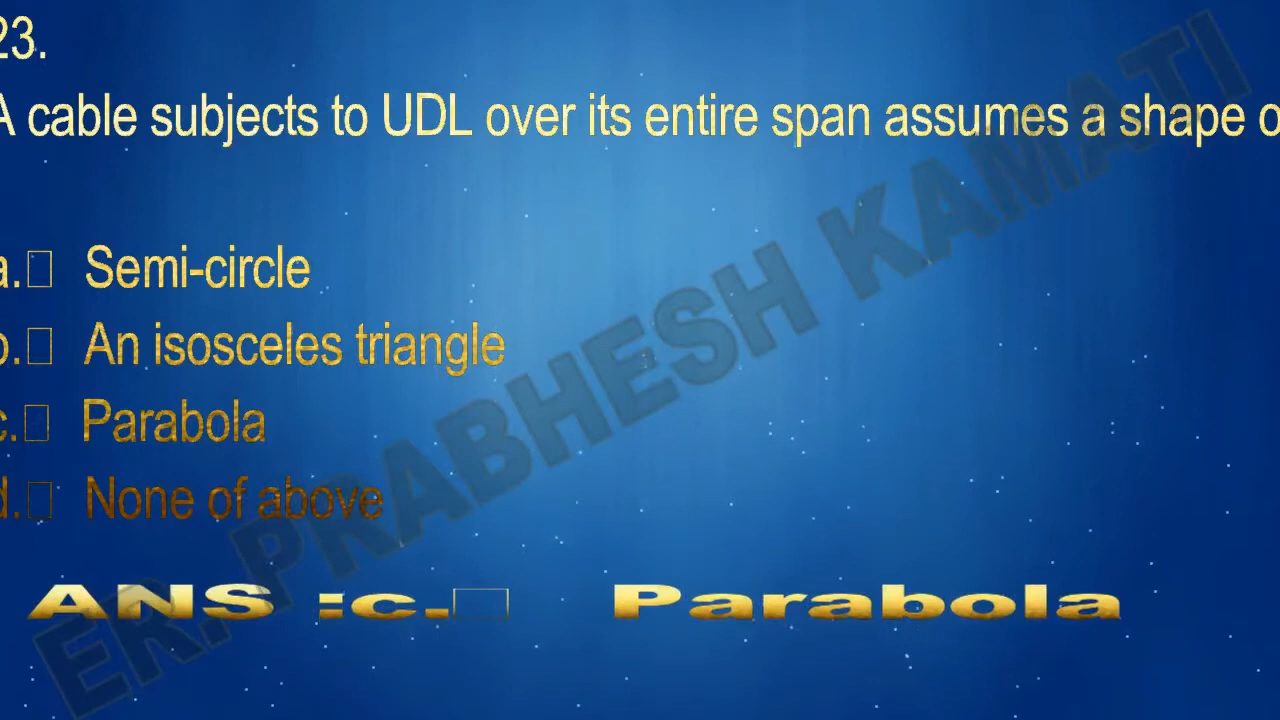 23.
A cable subjects to UDL over its entire span assumes a shape o
a. Semi-circle
b. An isosceles triangle
c. Parabola
d. None of above
ANS :c. Parabola
ER. PRABHESH KAMATI